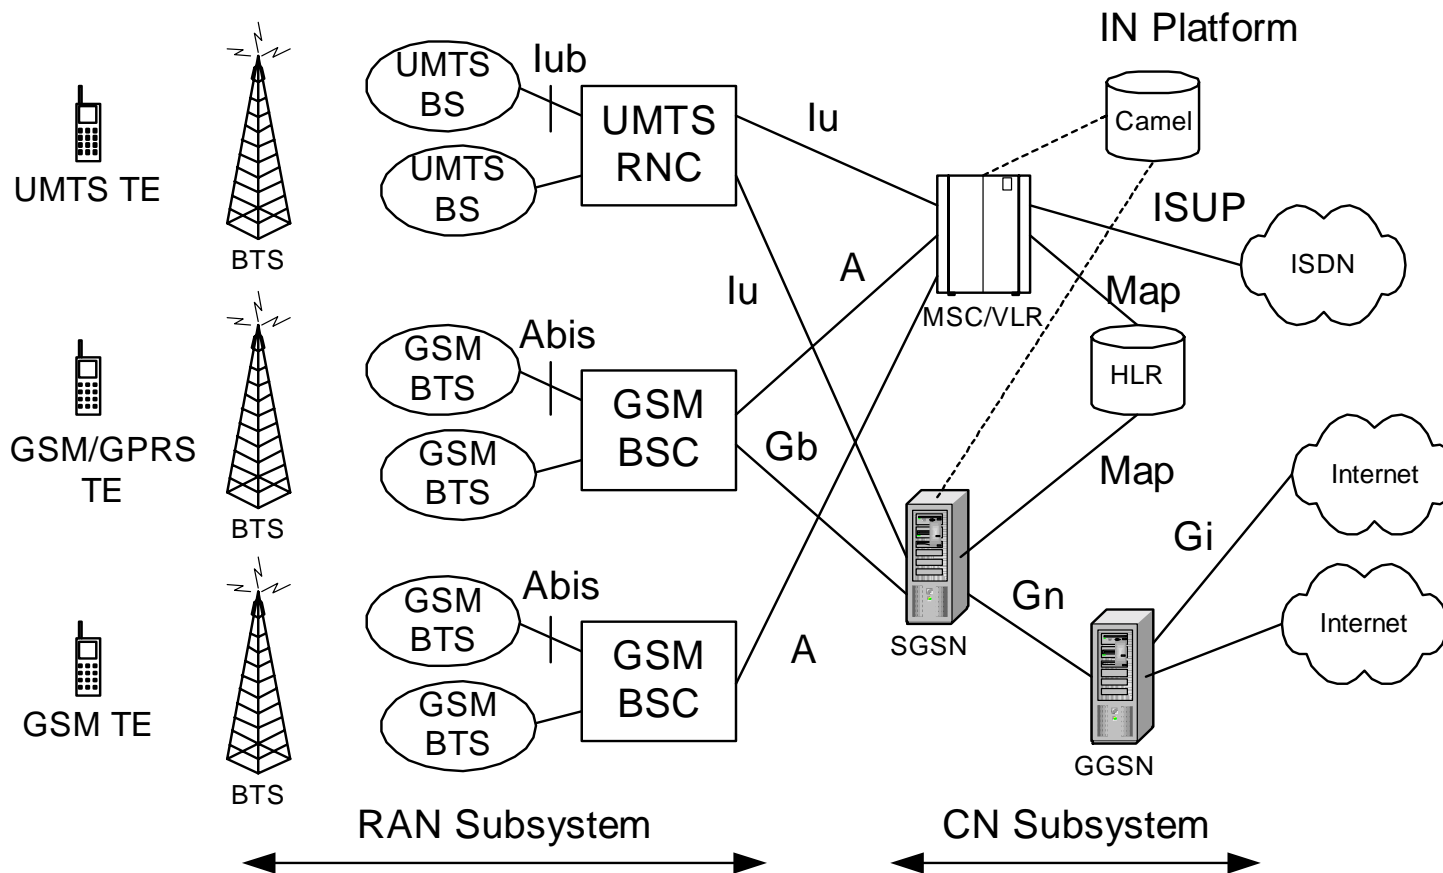 IN Platform
UMTS
BS
Iub
UMTS
RNC
Iu
Camel
UMTS TE
UMTS
BS
ISUP
BTS
A
ISDN
Iu
Map
MSC/VLR
GSM
BTS
Abis
GSM
BSC
HLR
GSM/GPRS
TE
GSM
BTS
Gb
Map
Internet
BTS
Gi
GSM
BTS
Abis
GSM
BSC
A
SGSN
Gn
Internet
GSM TE
GSM
BTS
GGSN
BTS
RAN Subsystem
CN Subsystem